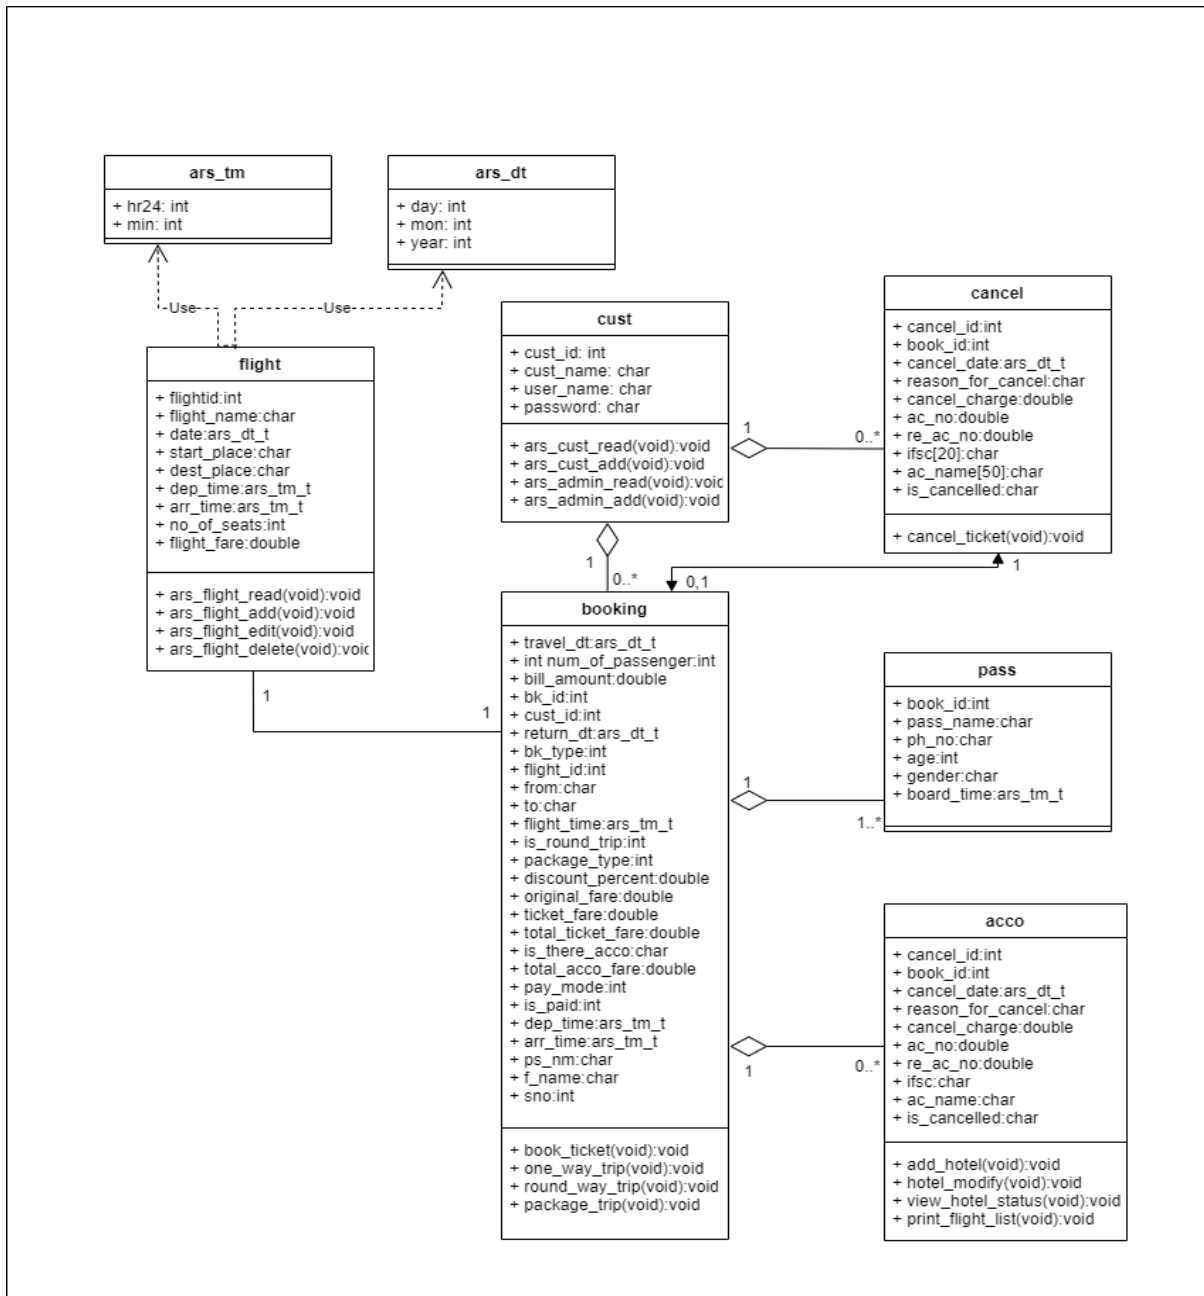 ars_tm
+ hr24: int
+ min: int
ars_dt
+ day: int
+ mon: int
+ year: int
Use
Use
flight
+ flightid:int
+ flight_name:char
+ date:ars_dt_t
+ start_place:char
+ dest_place:char
+ dep_time:ars_tm_t
+ arr_time:ars_tm_t
+ no_of_seats:int
+ flight_fare:double
+ ars_flight_read(void):void
+ ars_flight_add(void):void
+ ars_flight_edit(void):void
+ ars_flight_delete(void):voic
1
1
cust
+ cust_id: int
+ cust_name: char
+ user_name: char
+ password: char
+ ars_cust_read(void):void
+ ars_cust_add(void):void
+ ars_admin_read(void):voic
+ ars_admin_add(void):void
1
0..*
1
0..*
cancel
+ cancel_id:int
+ book_id:int
+ cancel_date:ars_dt_t
+ reason_for_cancel:char
+ cancel_charge:double
+ ac_no:double
+ re_ac_no:double
+ ifsc[20]:char
+ ac_name[50]:char
+ is_cancelled:char
+ cancel_ticket(void):void
0,1
1
booking
+ travel_dt:ars_dt_t
+ int num_of_passenger:int
+ bill_amount:double
+ bk_id:int
+ cust_id:int
+ return_dt:ars_dt_t
+ bk_type:int
+ flight_id:int
+ from:char
+ to:char
+ flight_time:ars_tm_t
+ is_round_trip:int
+ package_type:int
+ discount_percent:double
+ original_fare:double
+ ticket_fare:double
+ total_ticket_fare:double
+ is_there_acco:char
+ total_acco_fare:double
+ pay_mode:int
+ is_paid:int
+ dep_time:ars_tm_t
+ arr_time:ars_tm_t
+ ps_nm:char
+ f_name:char
+ sno:int
+ book_ticket(void):void
+ one_way_trip(void):void
+ round_way_trip(void):void
+ package_trip(void):void
1
1..*
pass
+ book_id:int
+ pass_name:char
+ ph_no:char
+ age:int
+ gender:char
+ board_time:ars_tm_t
1
0..*
acco
+ cancel_id:int
+ book_id:int
+ cancel_date:ars_dt_t
+ reason_for_cancel:char
+ cancel_charge:double
+ ac_no:double
+ re_ac_no:double
+ ifsc:char
+ ac_name:char
+ is_cancelled:char
+ add_hotel(void):void
+ hotel_modify(void):void
+ view_hotel_status(void):void
+ print_flight_list(void):void